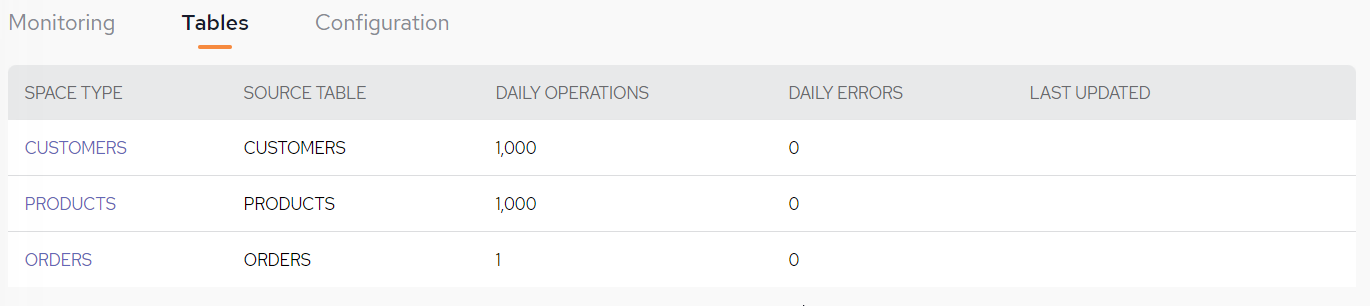 Monitoring Tables Configuration
SPACE TYPE SOURCE TABLE DAILY OPERATIONS DAILY ERRORS LAST UPDATED
CUSTOMERS CUSTOMERS 1,000 0
PRODUCTS PRODUCTS 1,000 0
ORDERS ORDERS 1 0